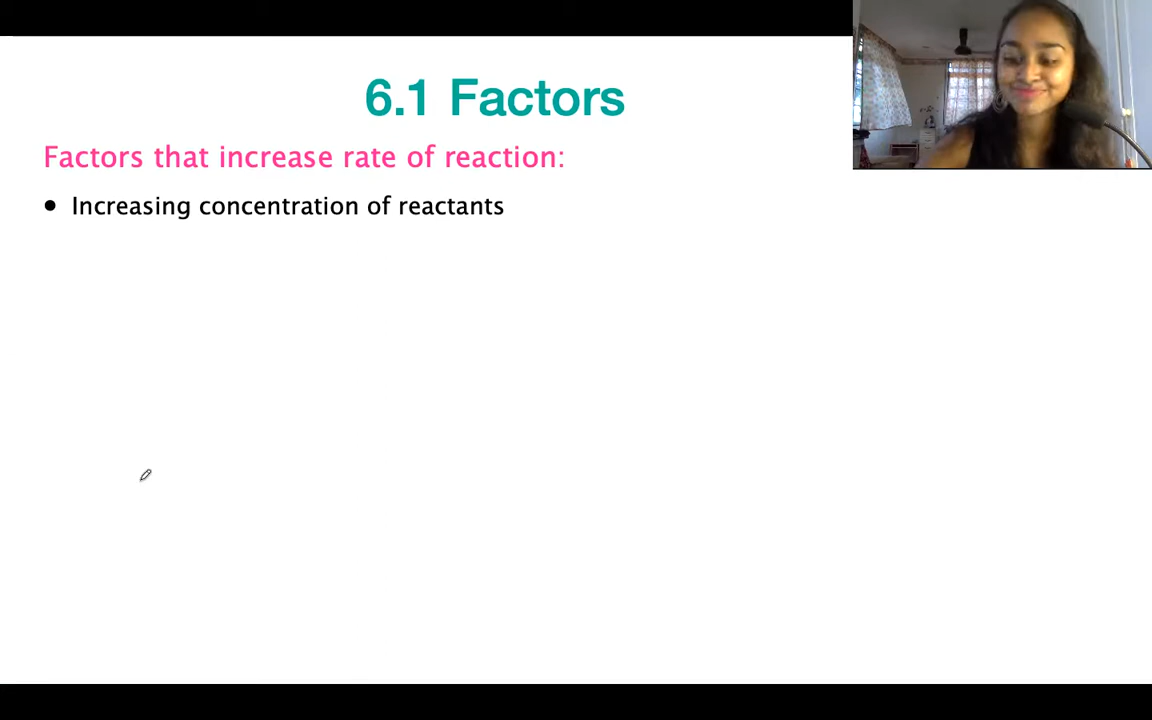 6.1 Factors
Factors that increase rate of reaction:
• Increasing concentration of reactants